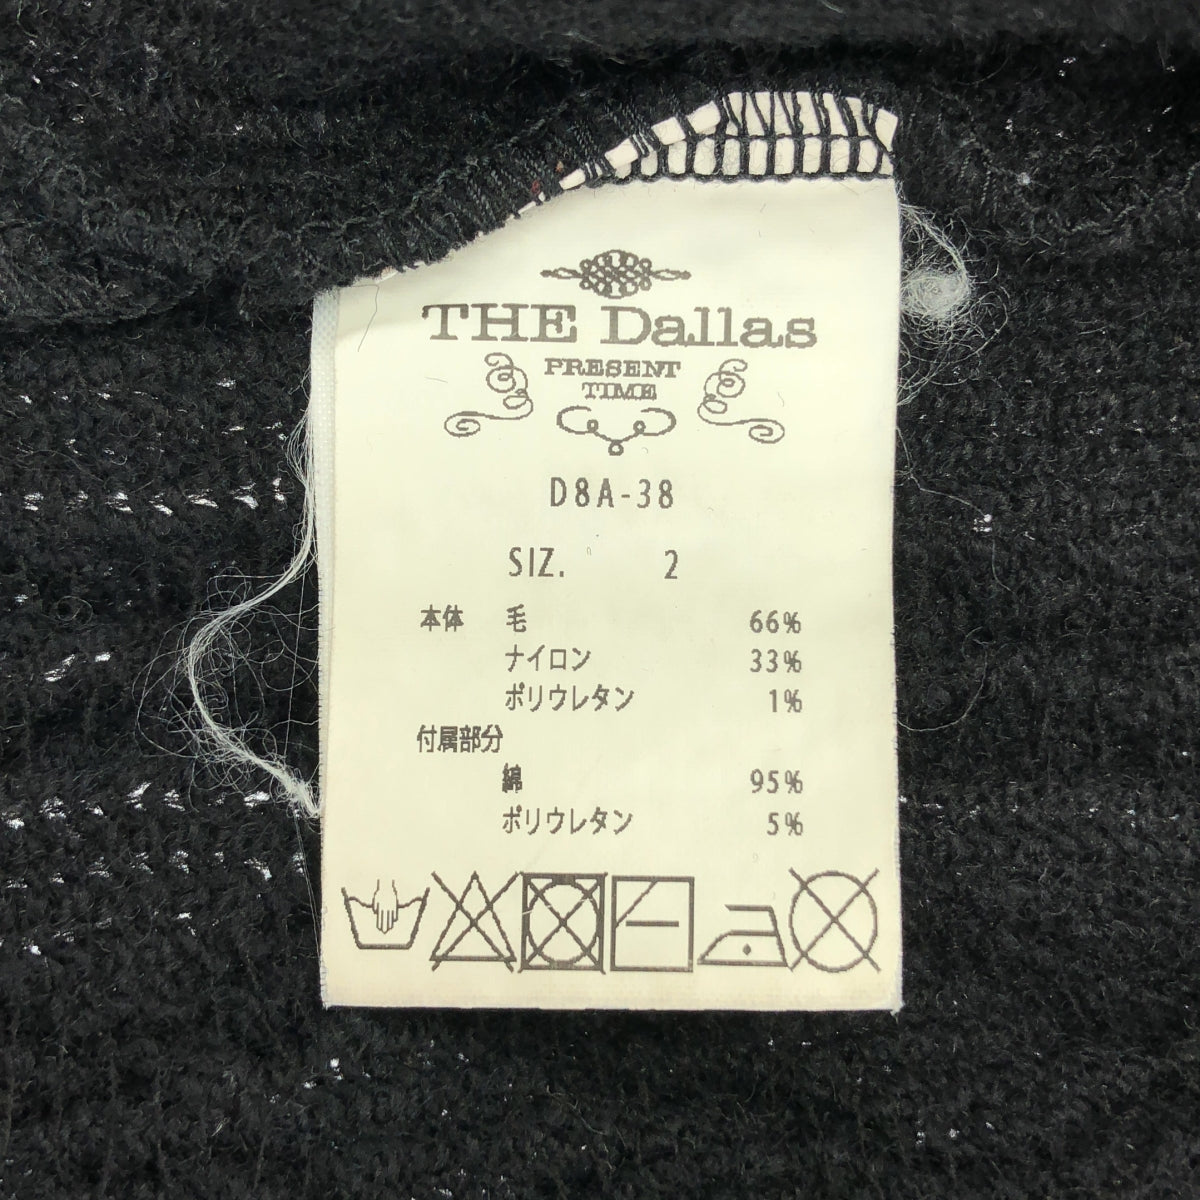 THE Dallas
PRESENT
TIME
D8A-38
SIZ. 2
本体 毛 66%
ナイロン 33%
ポリウレタン 1%
付属部分
綿 95%
ポリウレタン 5%